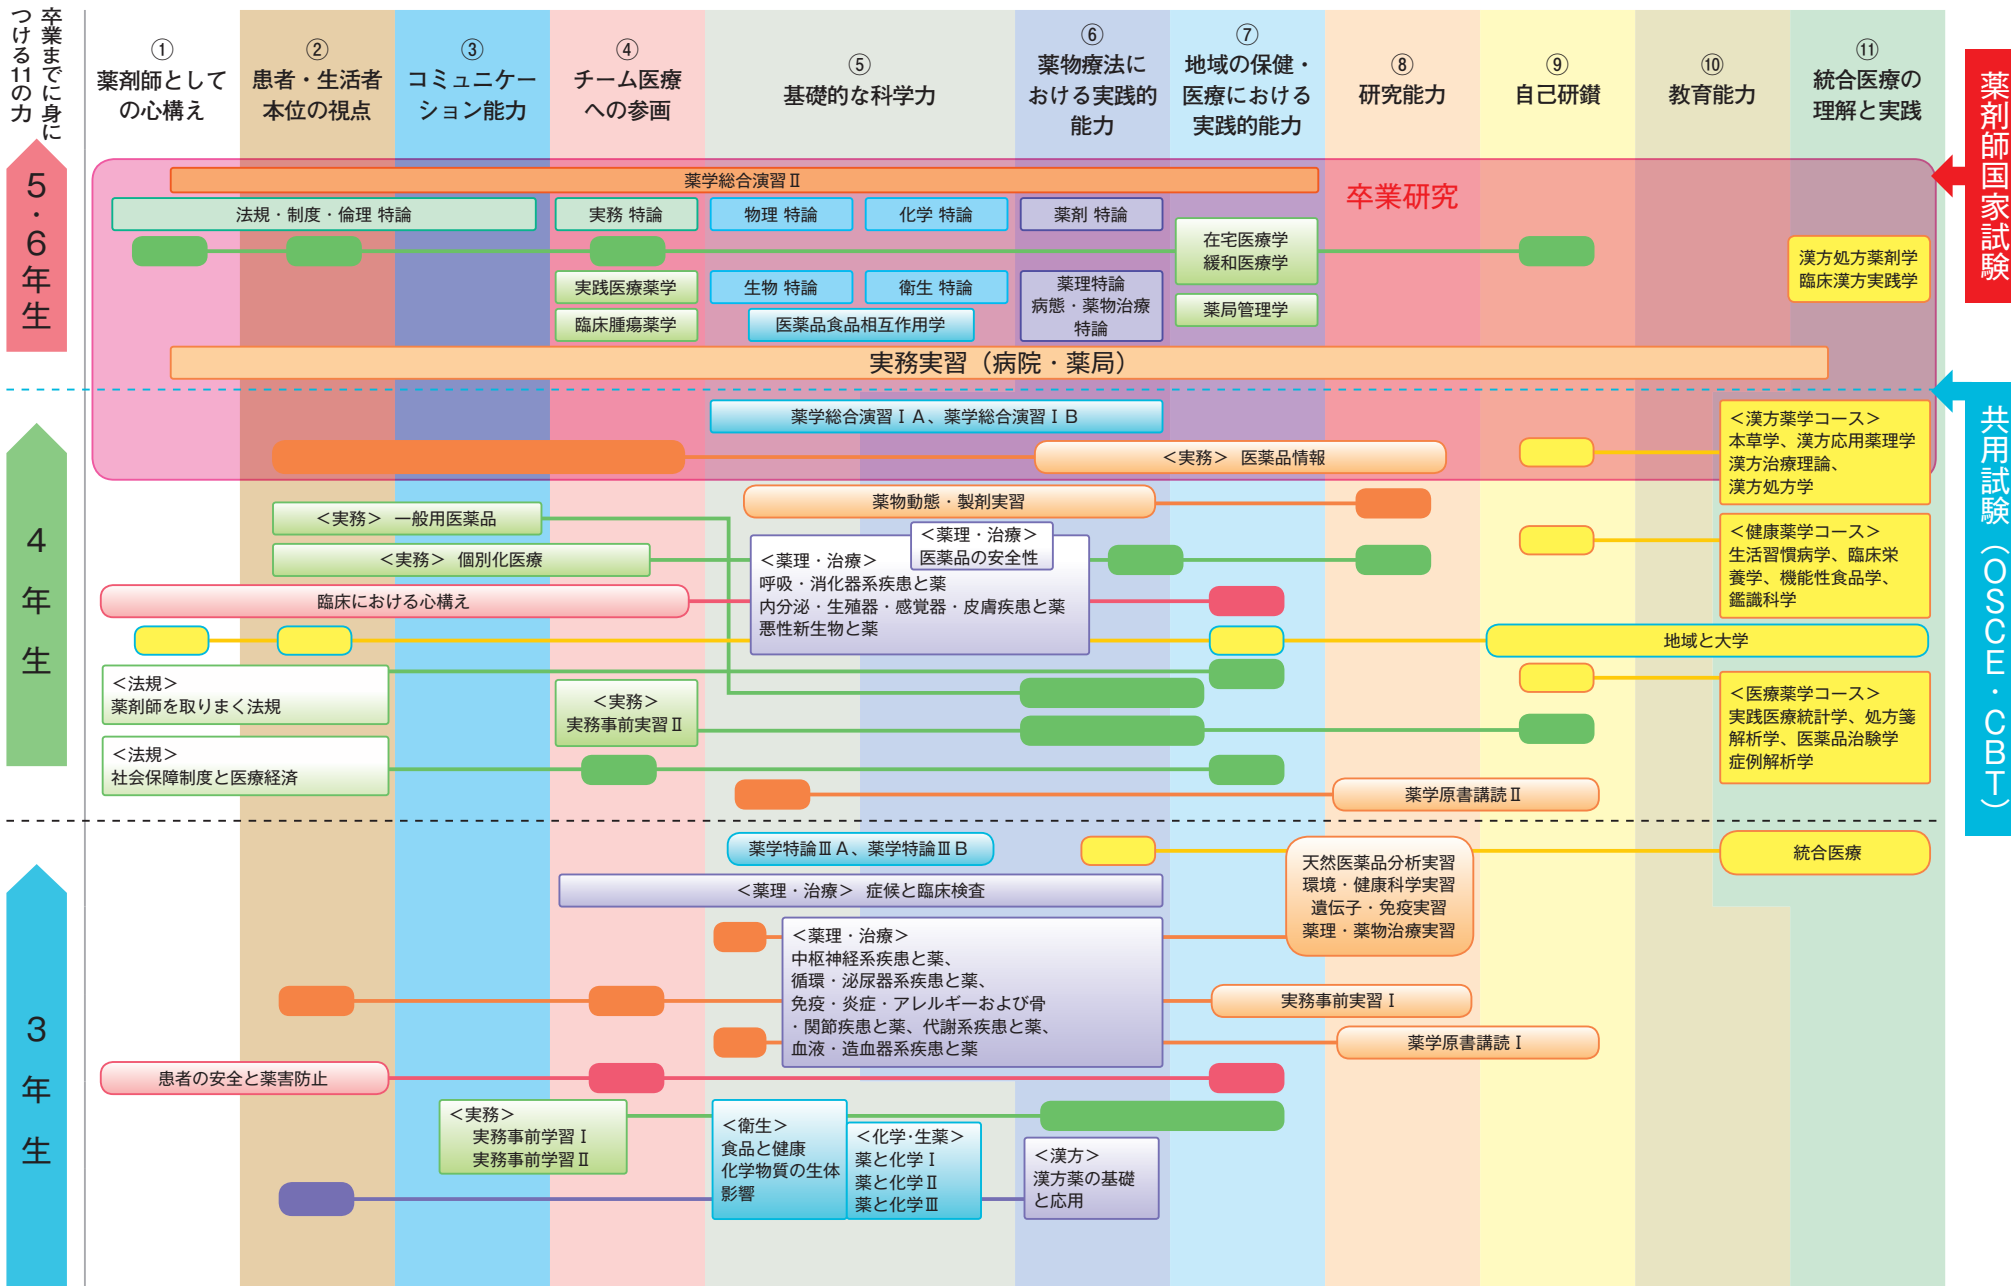 卒業までに身に
つける11の力
①
薬剤師として
の心構え
②
患者・生活者
本位の視点
③
コミュニケー
ション能力
④
チーム医療
への参画
⑤
基礎的な科学力
⑥
薬物療法に
おける実践的
能力
⑦
地域の保健・
医療における
実践的能力
⑧
研究能力
⑨
自己研鑽
⑩
教育能力
⑪
統合医療の
理解と実践
薬剤師国家試験
5・6年生
薬学総合演習Ⅱ
卒業研究
法規・制度・倫理 特論
実務 特論
物理 特論
化学 特論
薬剤 特論
在宅医療学
緩和医療学
漢方処方薬剤学
臨床漢方実践学
実践医療薬学
生物 特論
衛生 特論
薬理特論
病態・薬物治療
特論
薬局管理学
臨床腫瘍薬学
医薬品食品相互作用学
実務実習（病院・薬局）
共用試験（OSCE・CBT）
4年生
薬学総合演習ⅠA、薬学総合演習ⅠB
＜漢方薬学コース＞
本草学、漢方応用薬理学
漢方治療理論、
漢方処方学
＜実務＞ 医薬品情報
薬物動態・製剤実習
＜実務＞ 一般用医薬品
＜薬理・治療＞
医薬品の安全性
＜健康薬学コース＞
生活習慣病学、臨床栄
養学、機能性食品学、
鑑識科学
＜実務＞ 個別化医療
＜薬理・治療＞
呼吸・消化器系疾患と薬
内分泌・生殖器・感覚器・皮膚疾患と薬
悪性新生物と薬
臨床における心構え
地域と大学
＜法規＞
薬剤師を取りまく法規
＜実務＞
実務事前実習Ⅱ
＜医療薬学コース＞
実践医療統計学、処方箋
解析学、医薬品治験学
症例解析学
＜法規＞
社会保障制度と医療経済
薬学原書講読Ⅱ
3年生
薬学特論ⅢA、薬学特論ⅢB
天然医薬品分析実習
環境・健康科学実習
遺伝子・免疫実習
薬理・薬物治療実習
統合医療
＜薬理・治療＞ 症候と臨床検査
＜薬理・治療＞
中枢神経系疾患と薬、
循環・泌尿器系疾患と薬、
免疫・炎症・アレルギーおよび骨
・関節疾患と薬、代謝系疾患と薬、
血液・造血器系疾患と薬
実務事前実習Ⅰ
薬学原書講読Ⅰ
患者の安全と薬害防止
＜実務＞
実務事前学習Ⅰ
実務事前学習Ⅱ
＜衛生＞
食品と健康
化学物質の生体
影響
＜化学・生薬＞
薬と化学Ⅰ
薬と化学Ⅱ
薬と化学Ⅲ
＜漢方＞
漢方薬の基礎
と応用